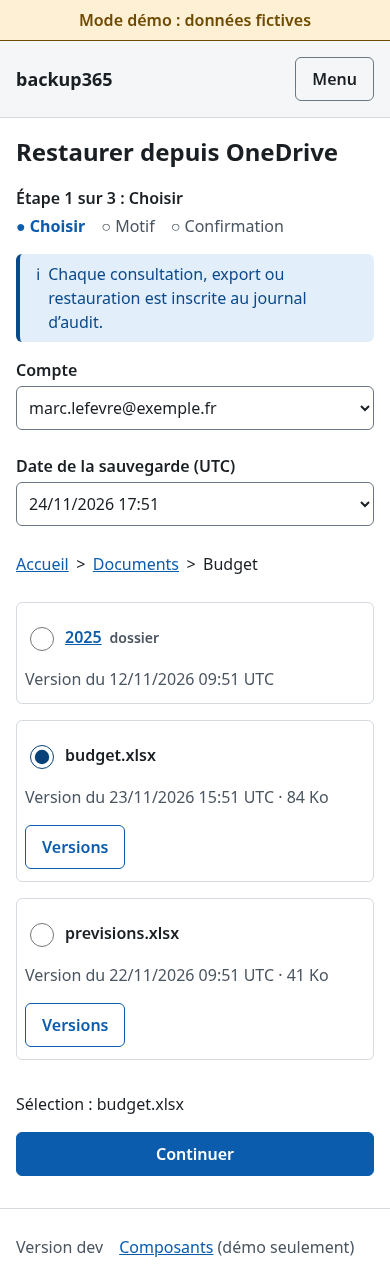 Mode démo : données fictives
backup365
Menu
Restaurer depuis OneDrive
Étape 1 sur 3 : Choisir
● Choisir ○ Motif ○ Confirmation
i Chaque consultation, export ou
restauration est inscrite au journal
d’audit.
Compte
marc.lefevre@exemple.fr
Date de la sauvegarde (UTC)
24/11/2026 17:51
Accueil > Documents > Budget
2025 dossier
Version du 12/11/2026 09:51 UTC
budget.xlsx
Version du 23/11/2026 15:51 UTC · 84 Ko
Versions
previsions.xlsx
Version du 22/11/2026 09:51 UTC · 41 Ko
Versions
Sélection : budget.xlsx
Continuer
Version dev Composants (démo seulement)